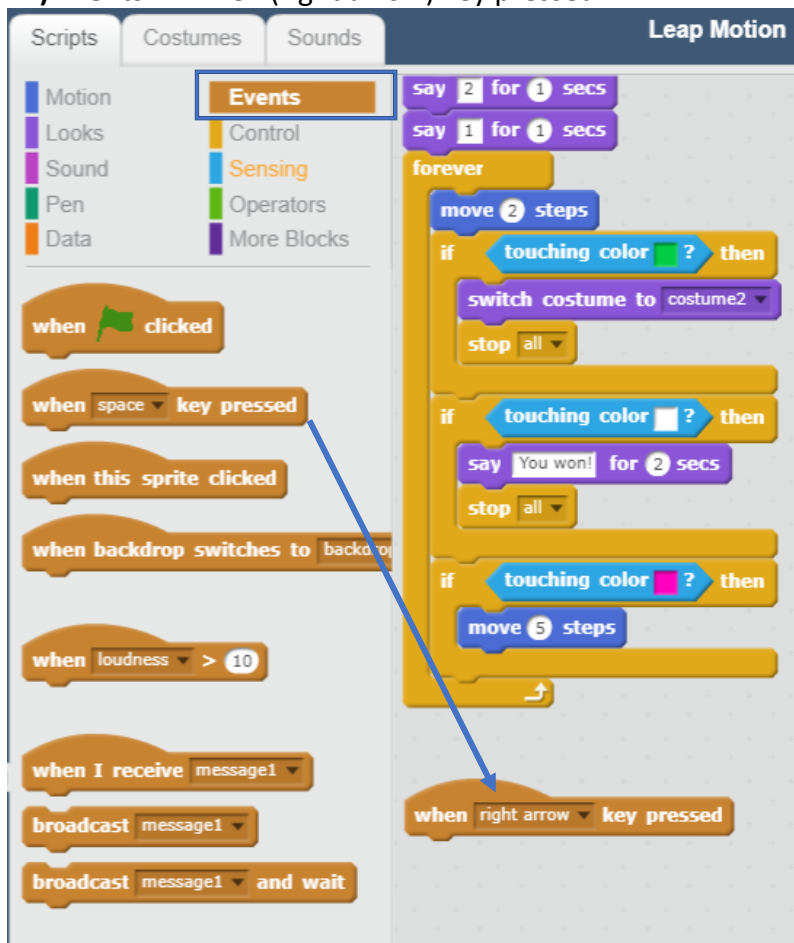 (right arrow) key pressed
Scripts Costumes Sounds
Leap Motion
Motion Events
Looks Control
Sound Sensing
Pen Operators
Data More Blocks
when clicked
when space key pressed
when this sprite clicked
when backdrop switches to
when loudness > 10
when I receive message1
broadcast message1
broadcast message1 and wait
say 2 for 1 secs
say 1 for 1 secs
forever
move 2 steps
if touching color ? then
switch costume to costume2
stop all
if touching color ? then
say You won! for 2 secs
stop all
if touching color ? then
move 5 steps
when right arrow key pressed